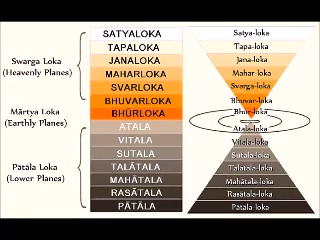 Swarga Loka
(Heavenly Planes)
Mārtya Loka
(Earthly Planes)
Pātāla Loka
(Lower Planes)
SATYALOKA
TAPALOKA
JANALOKA
MAHARLOKA
SVARLOKA
BHUVARLOKA
BHŪRLOKA
ATALA
VITALA
SUTALA
TALĀTALA
MAHĀTALA
RASĀTALA
PĀTĀLA
Satya-loka
Tapa-loka
Jana-loka
Mahar-loka
Svarga-loka
Bhuvar-loka
Bhur-loka
Atala-loka
Vitala-loka
Sutala-loka
Talatala-loka
Mahātala-loka
Rasātala-loka
Pātāla loka